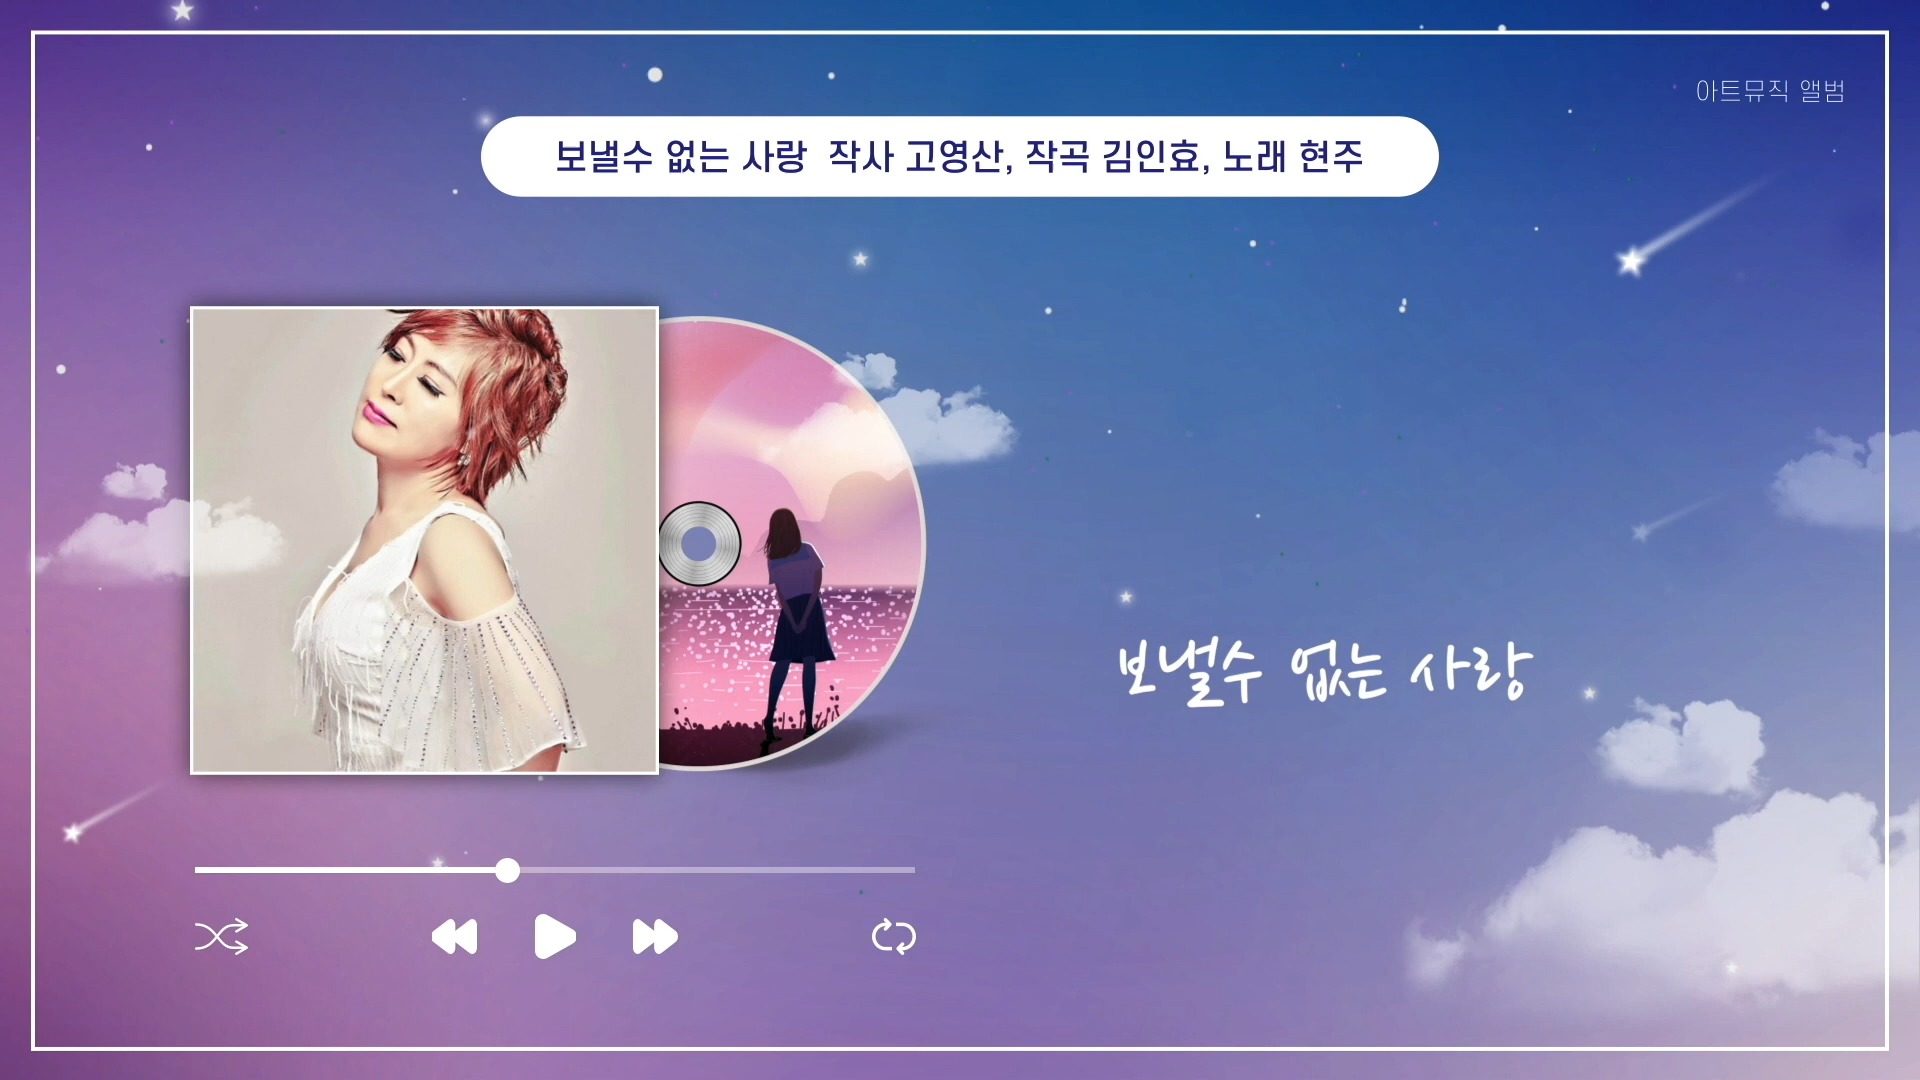 아트뮤직 앨범
보낼수 없는 사랑 작사 고영산, 작곡 김인효, 노래 현주
보낼수 없는 사랑